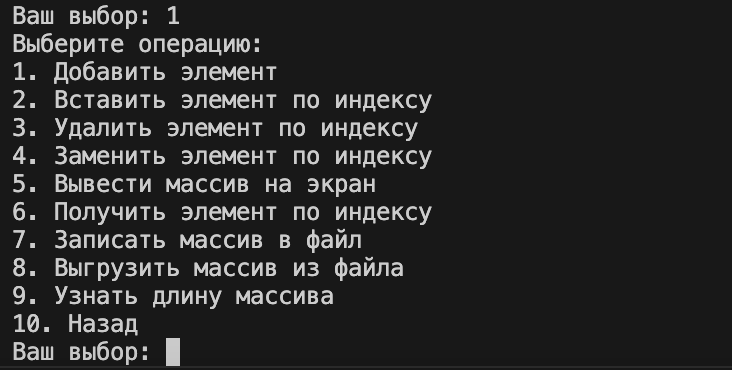 Ваш выбор: 1
Выберите операцию:
1. Добавить элемент
2. Вставить элемент по индексу
3. Удалить элемент по индексу
4. Заменить элемент по индексу
5. Вывести массив на экран
6. Получить элемент по индексу
7. Записать массив в файл
8. Выгрузить массив из файла
9. Узнать длину массива
10. Назад
Ваш выбор: